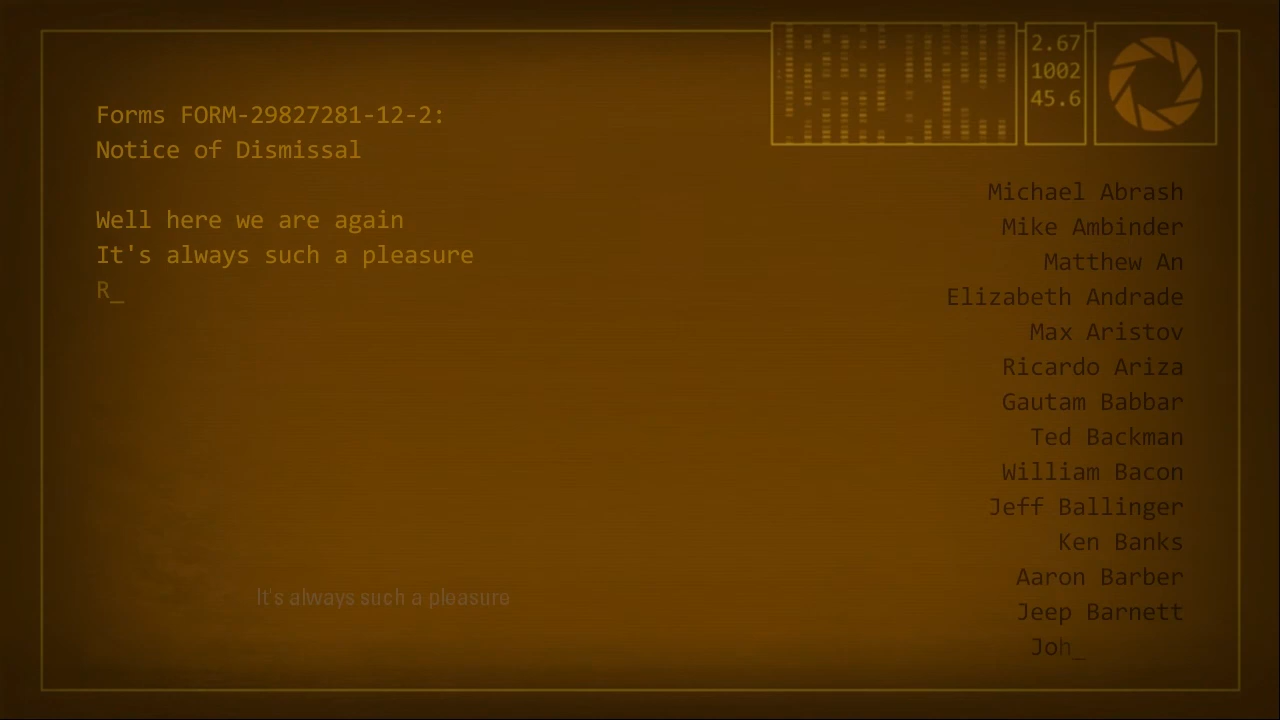 2.67
1002
45.6
Forms FORM-29827281-12-2:
Notice of Dismissal
Well here we are again
It's always such a pleasure
R_
Michael Abrash
Mike Ambinder
Matthew An
Elizabeth Andrade
Max Aristov
Ricardo Ariza
Gautam Babbar
Ted Backman
William Bacon
Jeff Ballinger
Ken Banks
Aaron Barber
Jeep Barnett
Joh_
It's always such a pleasure